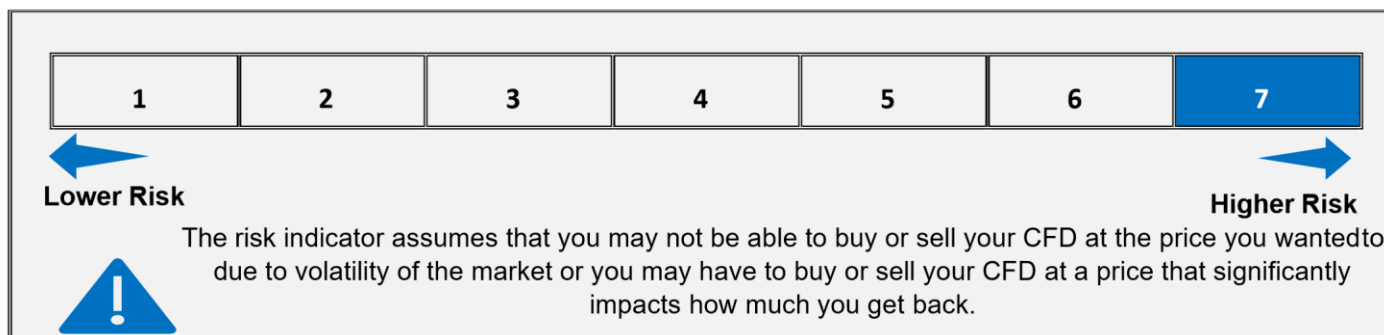 1 2 3 4 5 6 7
Lower Risk
Higher Risk
The risk indicator assumes that you may not be able to buy or sell your CFD at the price you wantedto
due to volatility of the market or you may have to buy or sell your CFD at a price that significantly
impacts how much you get back.
!